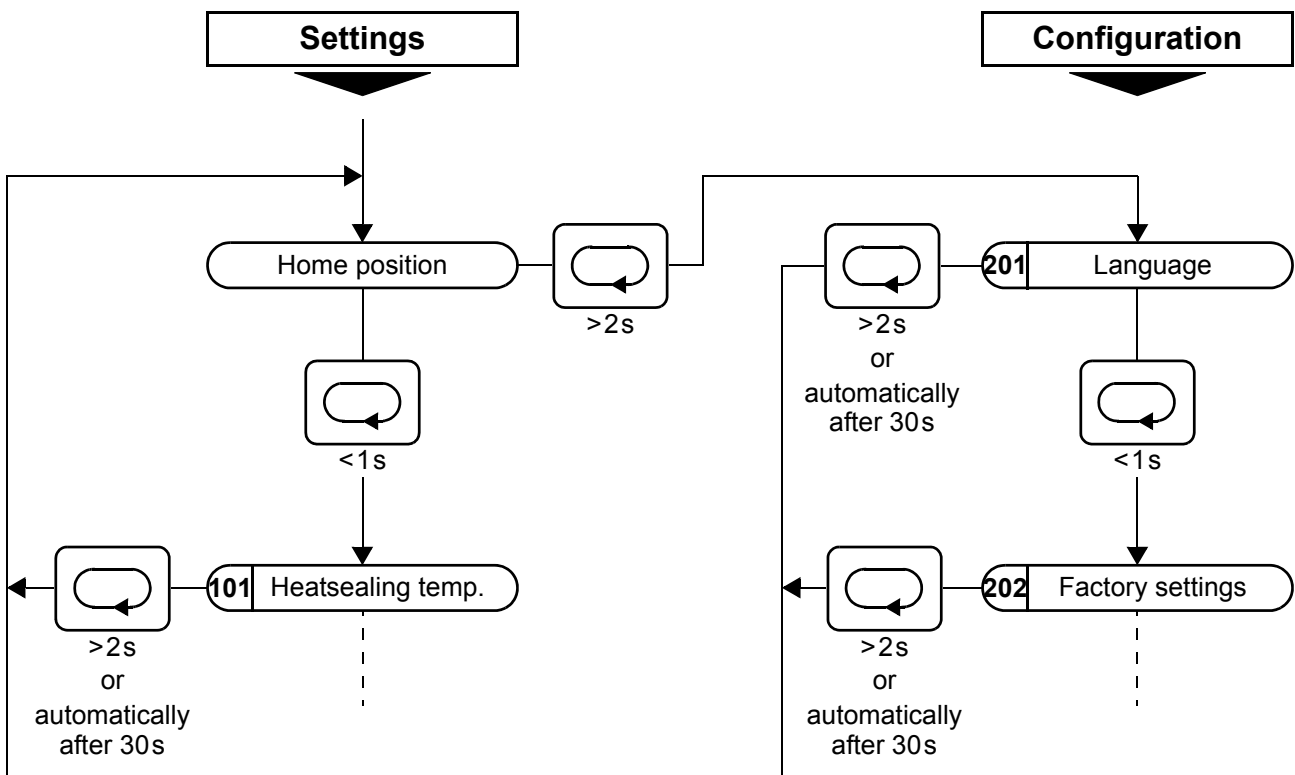 Settings
Configuration
Home position
>2s
>2s
or
automatically
after 30s
201 Language
<1s
<1s
101 Heatsealing temp.
>2s
or
automatically
after 30s
202 Factory settings
>2s
or
automatically
after 30s